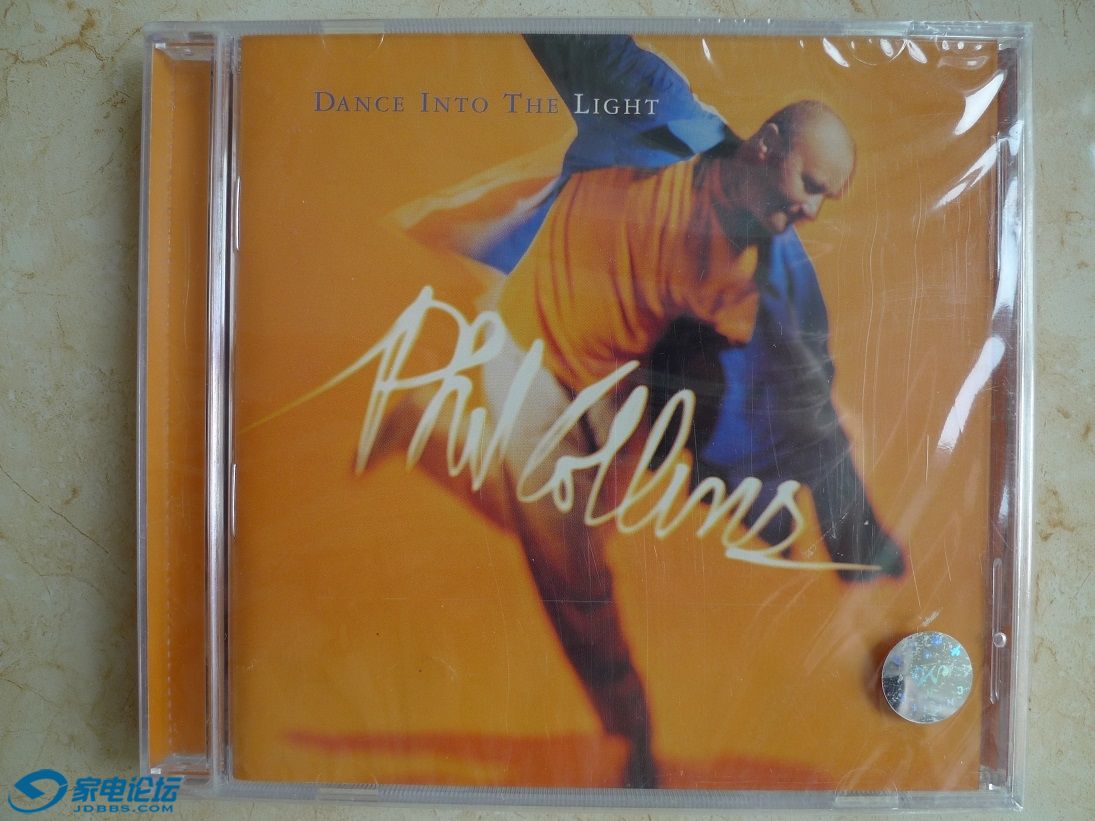 DANCE INTO THE LIGHT
Phil Collins
家电论坛
JDBBS.COM